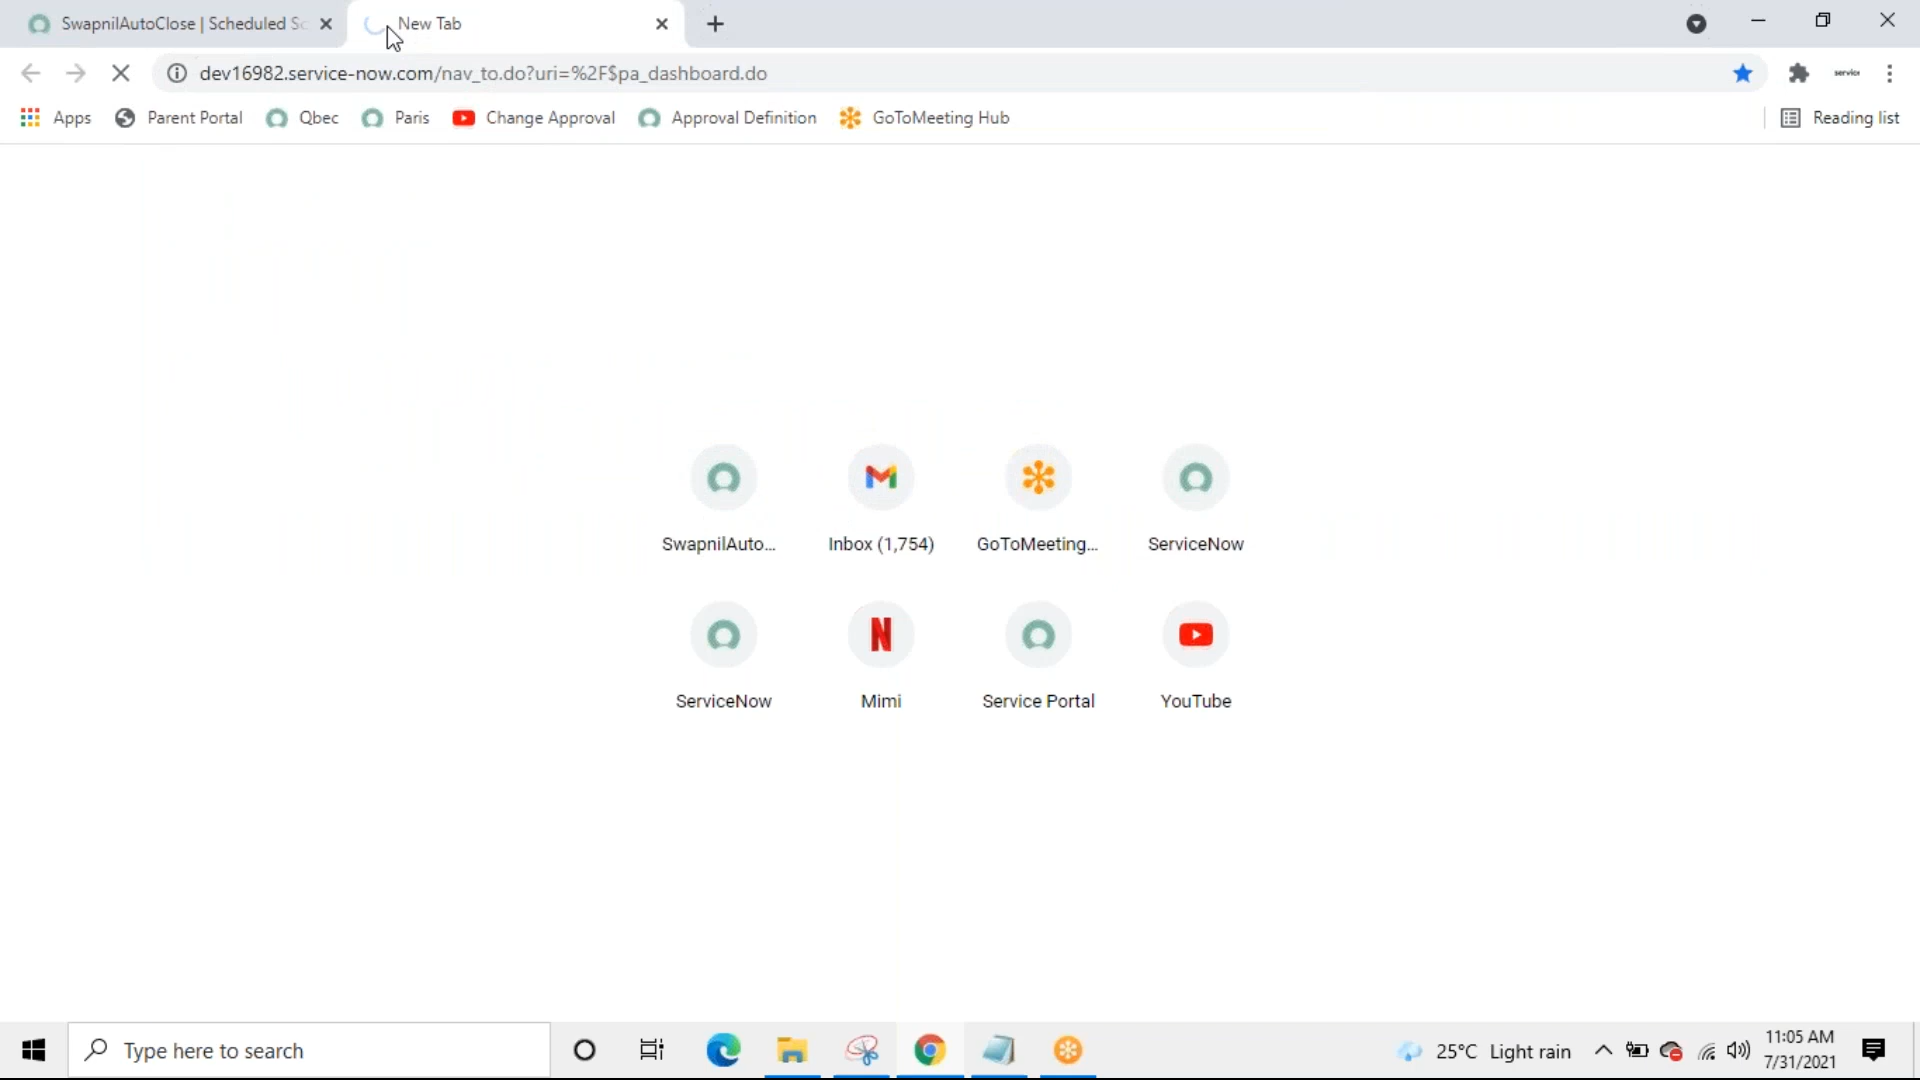 SwapnilAutoClose | Scheduled Sc
New Tab
dev16982.service-now.com/nav_to.do?uri=%2F$pa_dashboard.do
service
Apps
Parent Portal
Qbec
Paris
Change Approval
Approval Definition
GoToMeeting Hub
Reading list
SwapnilAuto...
Inbox (1,754)
GoToMeeting...
ServiceNow
ServiceNow
Mimi
Service Portal
YouTube
Type here to search
25°C Light rain
11:05 AM
7/31/2021